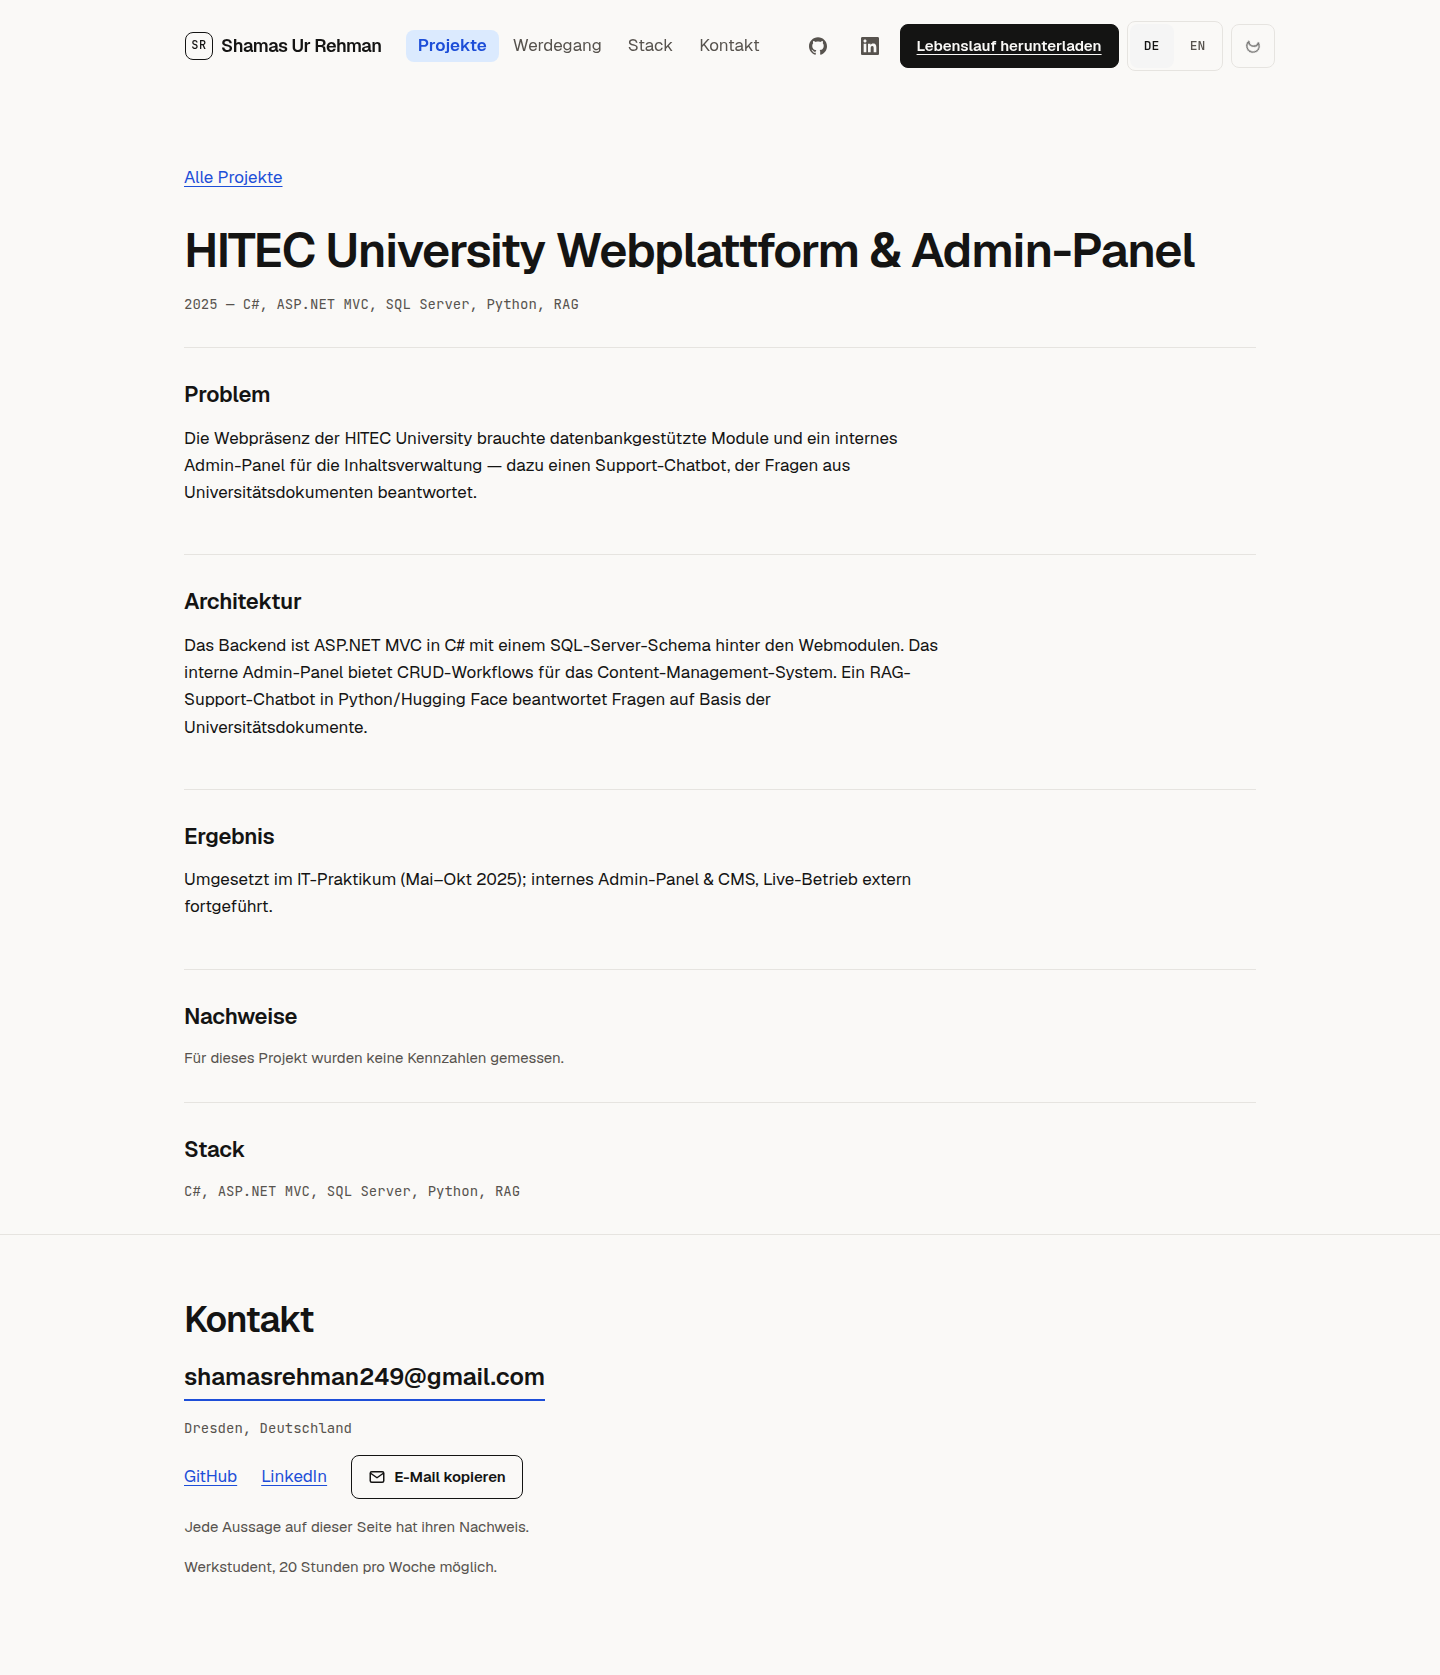 SR Shamas Ur Rehman Projekte Werdegang Stack Kontakt Lebenslauf herunterladen DE EN
Alle Projekte
HITEC University Webplattform & Admin-Panel
2025 — C#, ASP.NET MVC, SQL Server, Python, RAG
Problem
Die Webpräsenz der HITEC University brauchte datenbankgestützte Module und ein internes
Admin-Panel für die Inhaltsverwaltung — dazu einen Support-Chatbot, der Fragen aus
Universitätsdokumenten beantwortet.
Architektur
Das Backend ist ASP.NET MVC in C# mit einem SQL-Server-Schema hinter den Webmodulen. Das
interne Admin-Panel bietet CRUD-Workflows für das Content-Management-System. Ein RAG-
Support-Chatbot in Python/Hugging Face beantwortet Fragen auf Basis der
Universitätsdokumente.
Ergebnis
Umgesetzt im IT-Praktikum (Mai–Okt 2025); internes Admin-Panel & CMS, Live-Betrieb extern
fortgeführt.
Nachweise
Für dieses Projekt wurden keine Kennzahlen gemessen.
Stack
C#, ASP.NET MVC, SQL Server, Python, RAG
Kontakt
shamasrehman249@gmail.com
Dresden, Deutschland
GitHub LinkedIn E-Mail kopieren
Jede Aussage auf dieser Seite hat ihren Nachweis.
Werkstudent, 20 Stunden pro Woche möglich.